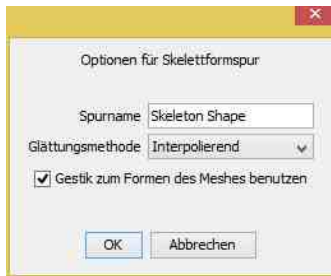 Optionen für Skelettformspur
Spurname Skeleton Shape
Glättungsmethode Interpolierend
Gestik zum Formen des Meshes benutzen
OK Abbrechen